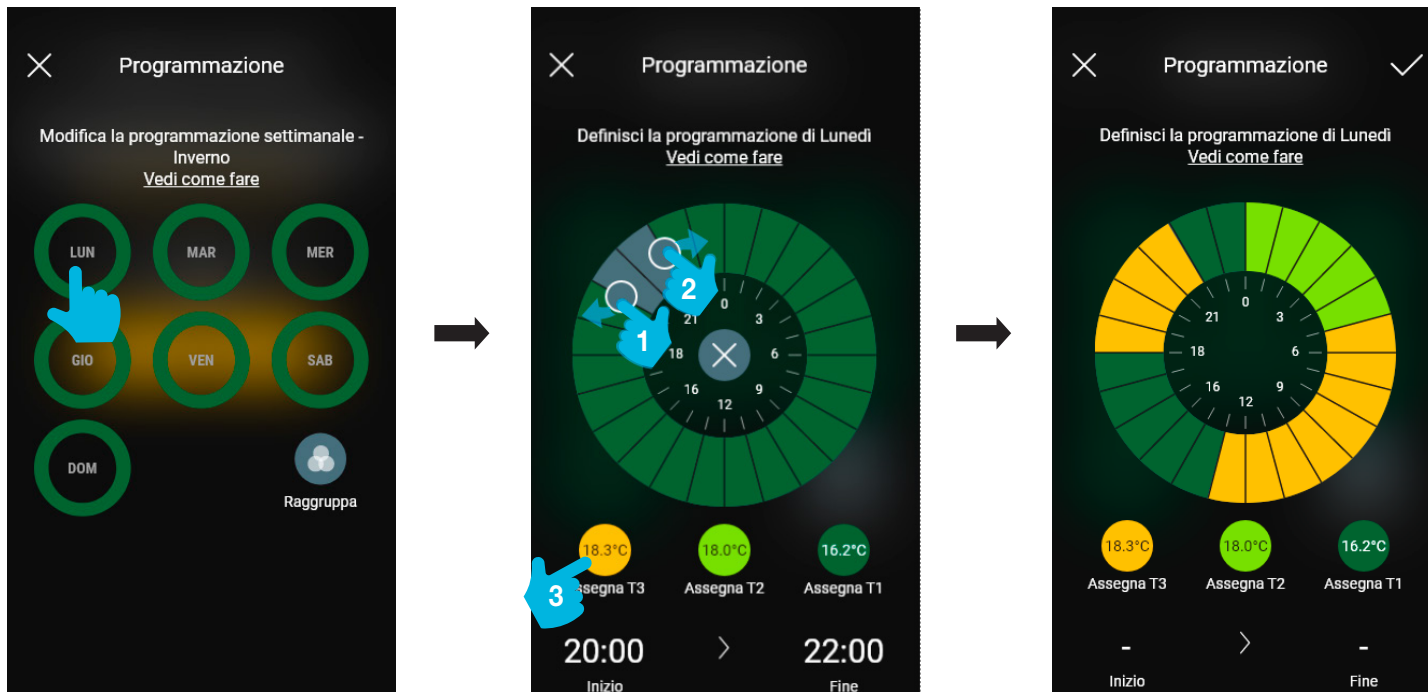 Programmazione
Modifica la programmazione settimanale -
Inverno
Vedi come fare
LUN
MAR
MER
GIO
VEN
SAB
DOM
Raggruppa
Programmazione
Definisci la programmazione di Lunedì
Vedi come fare
2
1
0
3
6
9
12
16
18
21
18.3°C
18.0°C
16.2°C
3
ssegna T3
Assegna T2
Assegna T1
20:00
22:00
Inizio
Fine
Programmazione
Definisci la programmazione di Lunedì
Vedi come fare
0
3
6
9
12
16
18
21
18.3°C
18.0°C
16.2°C
Assegna T3
Assegna T2
Assegna T1
-
-
Inizio
Fine